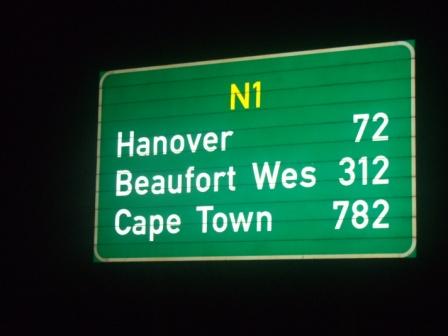 N1
Hanover 72
Beaufort Wes 312
Cape Town 782